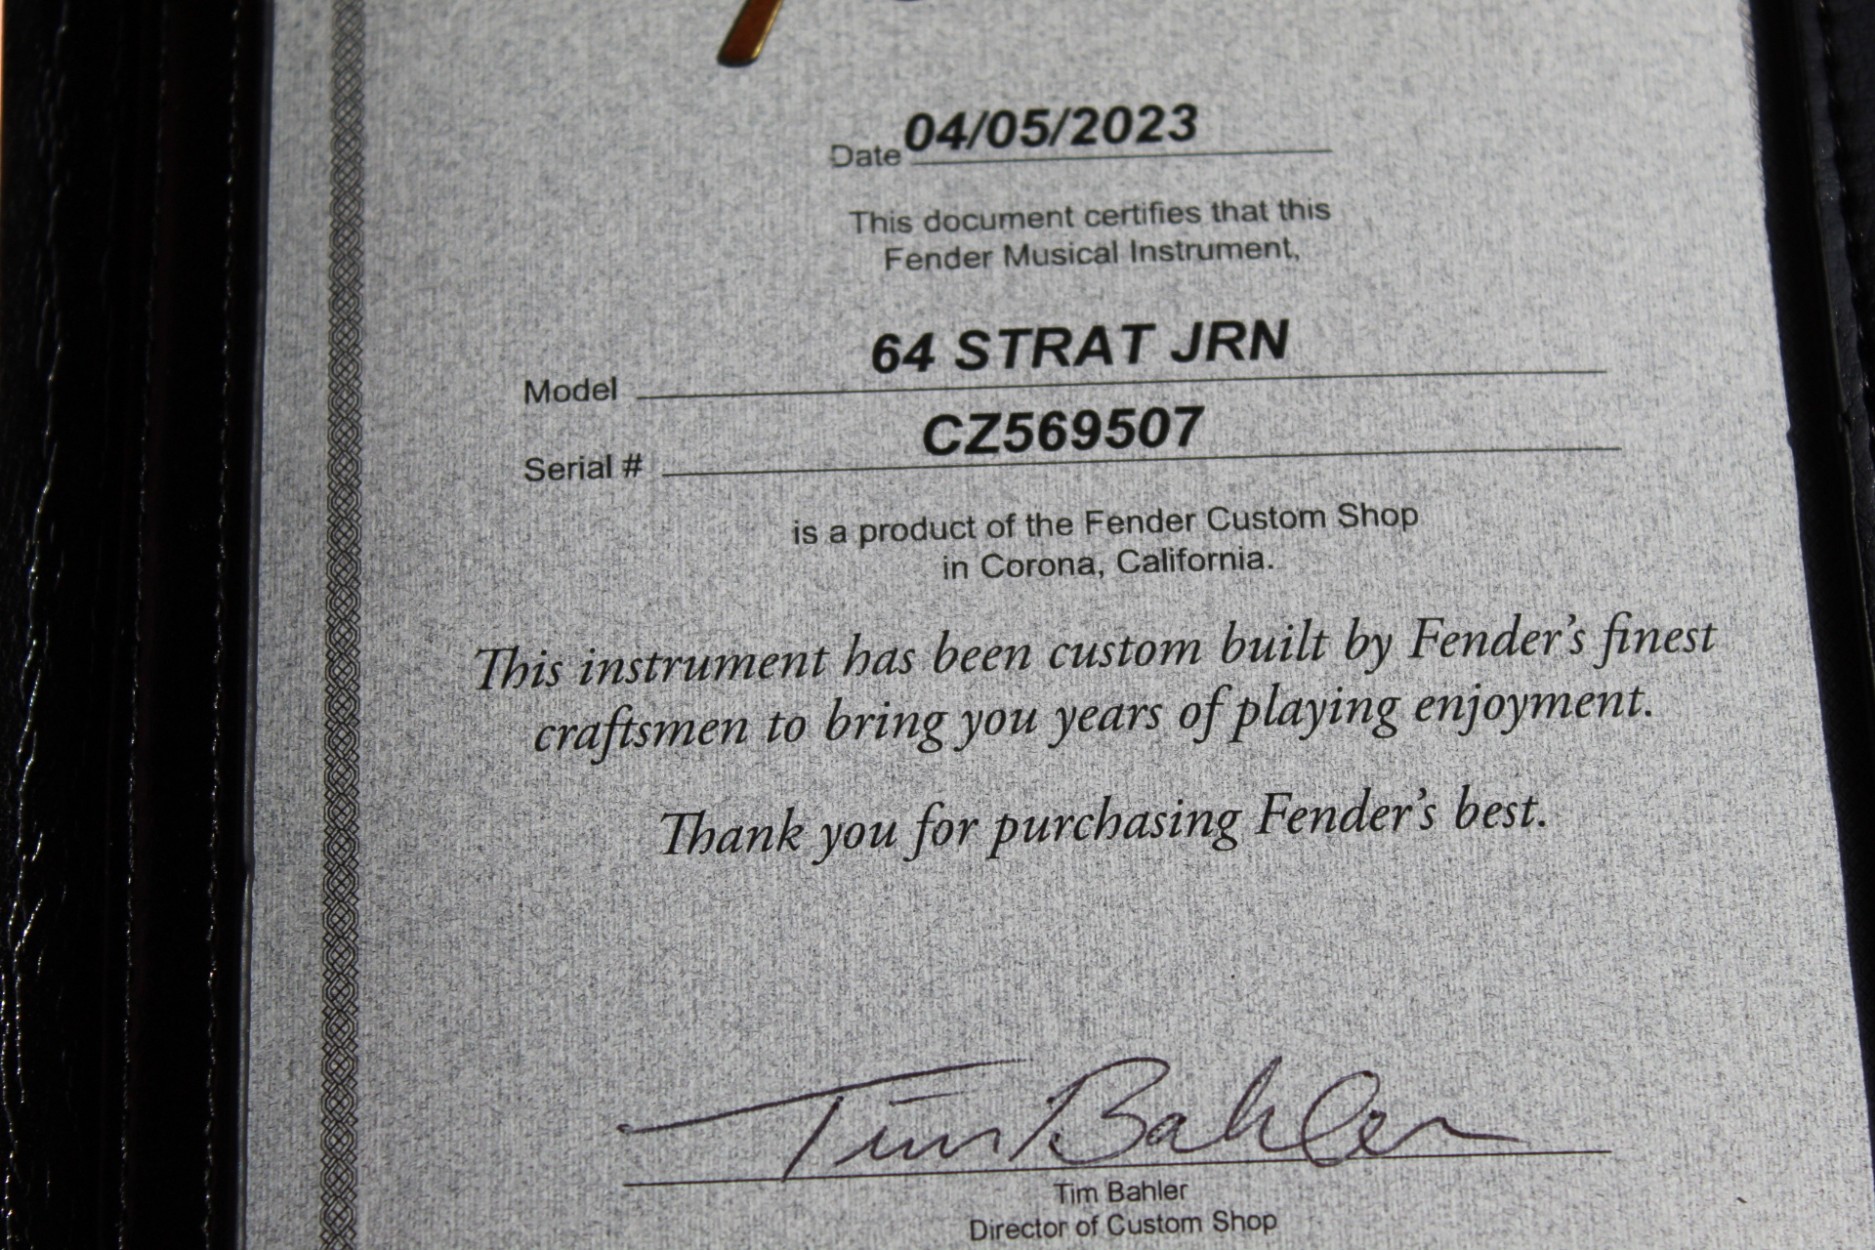 Date 04/05/2023
This document certifies that this
Fender Musical Instrument,
Model 64 STRAT JRN
Serial # CZ569507
is a product of the Fender Custom Shop
in Corona, California.
This instrument has been custom built by Fender's finest
craftsmen to bring you years of playing enjoyment.
Thank you for purchasing Fender's best.
Tim Bahler
Tim Bahler
Director of Custom Shop